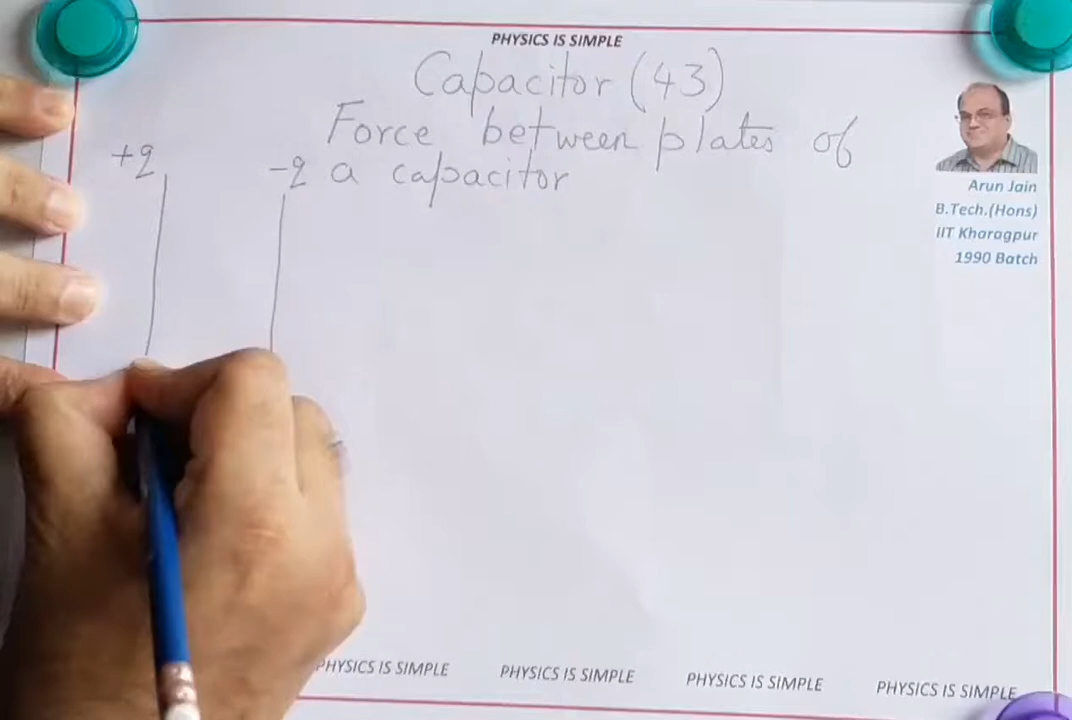 PHYSICS IS SIMPLE
Capacitor (43)
Force between plates of
a capacitor
+q
-q
Arun Jain
B.Tech.(Hons)
IIT Kharagpur
1990 Batch
PHYSICS IS SIMPLE PHYSICS IS SIMPLE PHYSICS IS SIMPLE PHYSICS IS SIMPLE